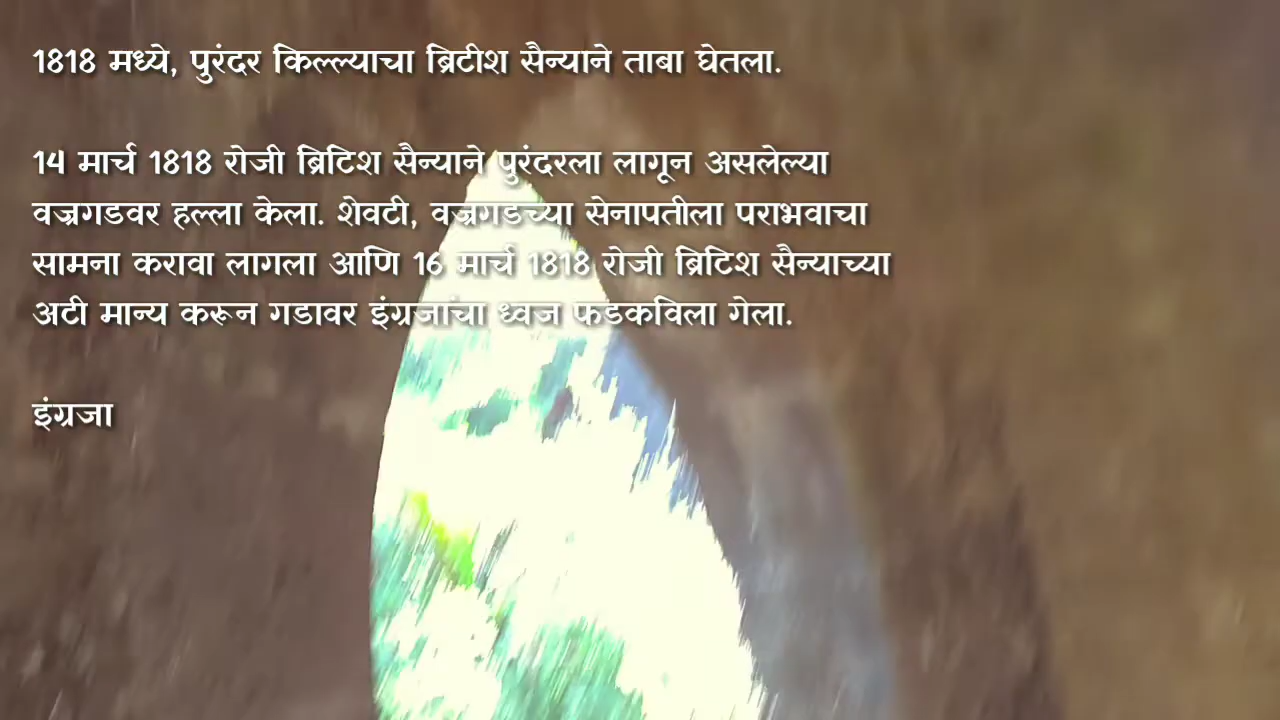 1818 मध्ये, पुरंदर किल्ल्याचा ब्रिटीश सैन्याने ताबा घेतला.
14 मार्च 1818 रोजी ब्रिटिश सैन्याने पुरंदरला लागून असलेल्या
वज्रगडवर हल्ला केला. शेवटी, वज्रगडच्या सेनापतीला पराभवाचा
सामना करावा लागला आणि 16 मार्च 1818 रोजी ब्रिटिश सैन्याच्या
अटी मान्य करून गडावर इंग्रजांचा ध्वज फडकविला गेला.
इंग्रजा